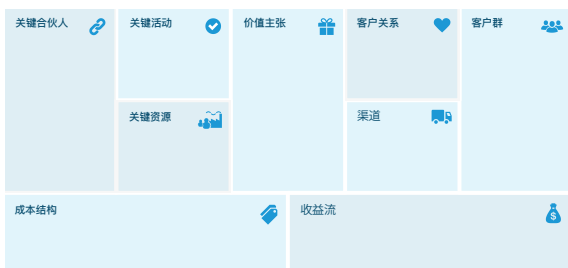 关键合伙人
关键活动
价值主张
客户关系
客户群
关键资源
渠道
成本结构
收益流
$